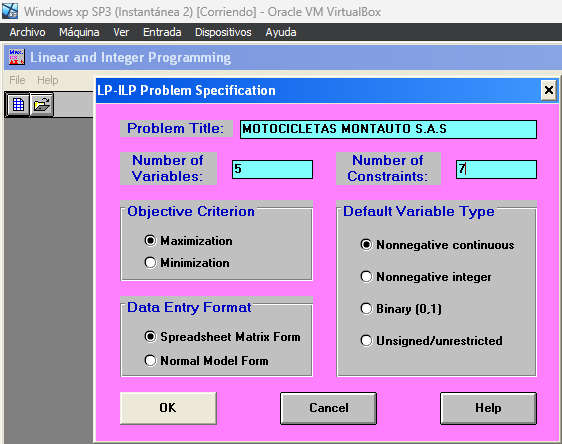 Windows xp SP3 (Instantánea 2) [Corriendo] - Oracle VM VirtualBox
Archivo Máquina Ver Entrada Dispositivos Ayuda
Linear and Integer Programming
File Help
LP-ILP Problem Specification
Problem Title: MOTOCICLETAS MONTAUTO S.A.S
Number of Variables: 5
Number of Constraints: 7
Objective Criterion
Maximization
Minimization
Data Entry Format
Spreadsheet Matrix Form
Normal Model Form
Default Variable Type
Nonnegative continuous
Nonnegative integer
Binary (0,1)
Unsigned/unrestricted
OK Cancel Help